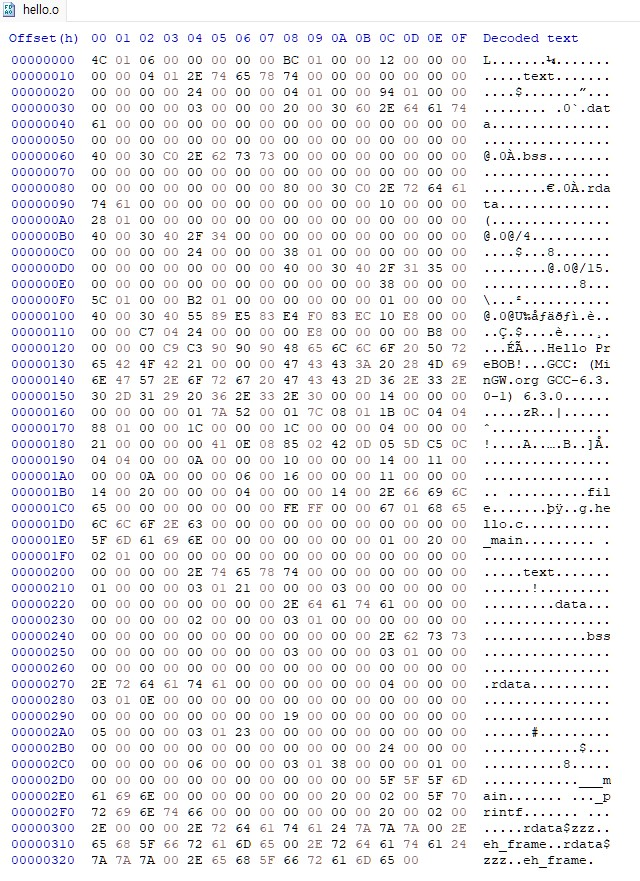 hello.o
Offset(h) 00 01 02 03 04 05 06 07 08 09 0A 0B 0C 0D 0E 0F Decoded text
00000000 4C 01 06 00 00 00 00 00 BC 01 00 00 12 00 00 00 L.......¼.......
00000010 00 00 04 01 2E 74 65 78 74 00 00 00 00 00 00 00 .....text.......
00000020 00 00 00 00 24 00 00 00 04 01 00 00 94 01 00 00 ....$.......”...
00000030 00 00 00 00 03 00 00 00 20 00 30 60 2E 64 61 74 ........ .0`.dat
00000040 61 00 00 00 00 00 00 00 00 00 00 00 00 00 00 00 a...............
00000050 00 00 00 00 00 00 00 00 00 00 00 00 00 00 00 00 ................
00000060 40 00 30 C0 2E 62 73 73 00 00 00 00 00 00 00 00 @.0À.bss........
00000070 00 00 00 00 00 00 00 00 00 00 00 00 00 00 00 00 ................
00000080 00 00 00 00 00 00 00 00 80 00 30 C0 2E 72 64 61 ........€.0À.rda
00000090 74 61 00 00 00 00 00 00 00 00 00 00 10 00 00 00 ta..............
000000A0 28 01 00 00 00 00 00 00 00 00 00 00 00 00 00 00 (...............
000000B0 40 00 30 40 2F 34 00 00 00 00 00 00 00 00 00 00 @.0@/4..........
000000C0 00 00 00 00 24 00 00 00 38 01 00 00 00 00 00 00 ....$...8.......
000000D0 00 00 00 00 00 00 00 00 40 00 30 40 2F 31 35 00 ........@.0@/15.
000000E0 00 00 00 00 00 00 00 00 00 00 00 00 38 00 00 00 ............8...
000000F0 5C 01 00 00 B2 01 00 00 00 00 00 00 01 00 00 00 \...²...........
00000100 40 00 30 40 55 89 E5 83 E4 F0 83 EC 10 E8 00 00 @.0@U‰åƒäðƒì.è..
00000110 00 00 C7 04 24 00 00 00 00 E8 00 00 00 00 B8 00 ..Ç.$....è....¸.
00000120 00 00 00 C9 C3 90 90 90 48 65 6C 6C 6F 20 50 72 ...ÉÃ...Hello Pr
00000130 65 42 4F 42 21 00 00 00 47 43 43 3A 20 28 4D 69 eBOB!...GCC: (Mi
00000140 6E 47 57 2E 6F 72 67 20 47 43 43 2D 36 2E 33 2E nGW.org GCC-6.3.
00000150 30 2D 31 29 20 36 2E 33 2E 30 00 00 14 00 00 00 0-1) 6.3.0......
00000160 00 00 00 00 01 7A 52 00 01 7C 08 01 1B 0C 04 04 .....zR..|......
00000170 88 01 00 00 1C 00 00 00 1C 00 00 00 04 00 00 00 ˆ...............
00000180 21 00 00 00 00 41 0E 08 85 02 42 0D 05 5D C5 0C !....A..….B..]Å.
00000190 04 04 00 00 0A 00 00 00 10 00 00 00 14 00 11 00 ................
000001A0 00 00 0A 00 00 00 06 00 16 00 00 00 11 00 00 00 ................
000001B0 14 00 20 00 00 00 04 00 00 00 14 00 2E 66 69 6C .. .........fil
000001C0 65 00 00 00 00 00 00 00 FE FF 00 00 67 01 68 65 e.......þÿ..g.he
000001D0 6C 6C 6F 2E 63 00 00 00 00 00 00 00 00 00 00 00 llo.c...........
000001E0 5F 6D 61 69 6E 00 00 00 00 00 00 00 01 00 20 00 _main......... .
000001F0 02 01 00 00 00 00 00 00 00 00 00 00 00 00 00 00 ................
00000200 00 00 00 00 2E 74 65 78 74 00 00 00 00 00 00 00 .....text.......
00000210 01 00 00 00 03 01 21 00 00 00 03 00 00 00 00 00 ......!.........
00000220 00 00 00 00 00 00 00 00 2E 64 61 74 61 00 00 00 .........data...
00000230 00 00 00 00 02 00 00 00 03 01 00 00 00 00 00 00 ................
00000240 00 00 00 00 00 00 00 00 00 00 00 00 2E 62 73 73 .............bss
00000250 00 00 00 00 00 00 00 00 03 00 00 00 03 01 00 00 ................
00000260 00 00 00 00 00 00 00 00 00 00 00 00 00 00 00 00 ................
00000270 2E 72 64 61 74 61 00 00 00 00 00 00 04 00 00 00 .rdata..........
00000280 03 01 0E 00 00 00 00 00 00 00 00 00 00 00 00 00 ................
00000290 00 00 00 00 00 00 00 00 19 00 00 00 00 00 00 00 ................
000002A0 05 00 00 00 03 01 23 00 00 00 00 00 00 00 00 00 ......#.........
000002B0 00 00 00 00 00 00 00 00 00 00 00 00 24 00 00 00 ............$...
000002C0 00 00 00 00 06 00 00 00 03 01 38 00 00 00 01 00 ..........8.....
000002D0 00 00 00 00 00 00 00 00 00 00 00 00 5F 5F 5F 6D ............___m
000002E0 61 69 6E 00 00 00 00 00 00 00 20 00 02 00 5F 70 ain....... ..._p
000002F0 72 69 6E 74 66 00 00 00 00 00 00 00 20 00 02 00 rintf....... ...
00000300 2E 00 00 00 2E 72 64 61 74 61 24 7A 7A 7A 00 2E .....rdata$zzz..
00000310 65 68 5F 66 72 61 6D 65 00 2E 72 64 61 74 61 24 eh_frame..rdata$
00000320 7A 7A 7A 00 2E 65 68 5F 66 72 61 6D 65 00 zzz..eh_frame.